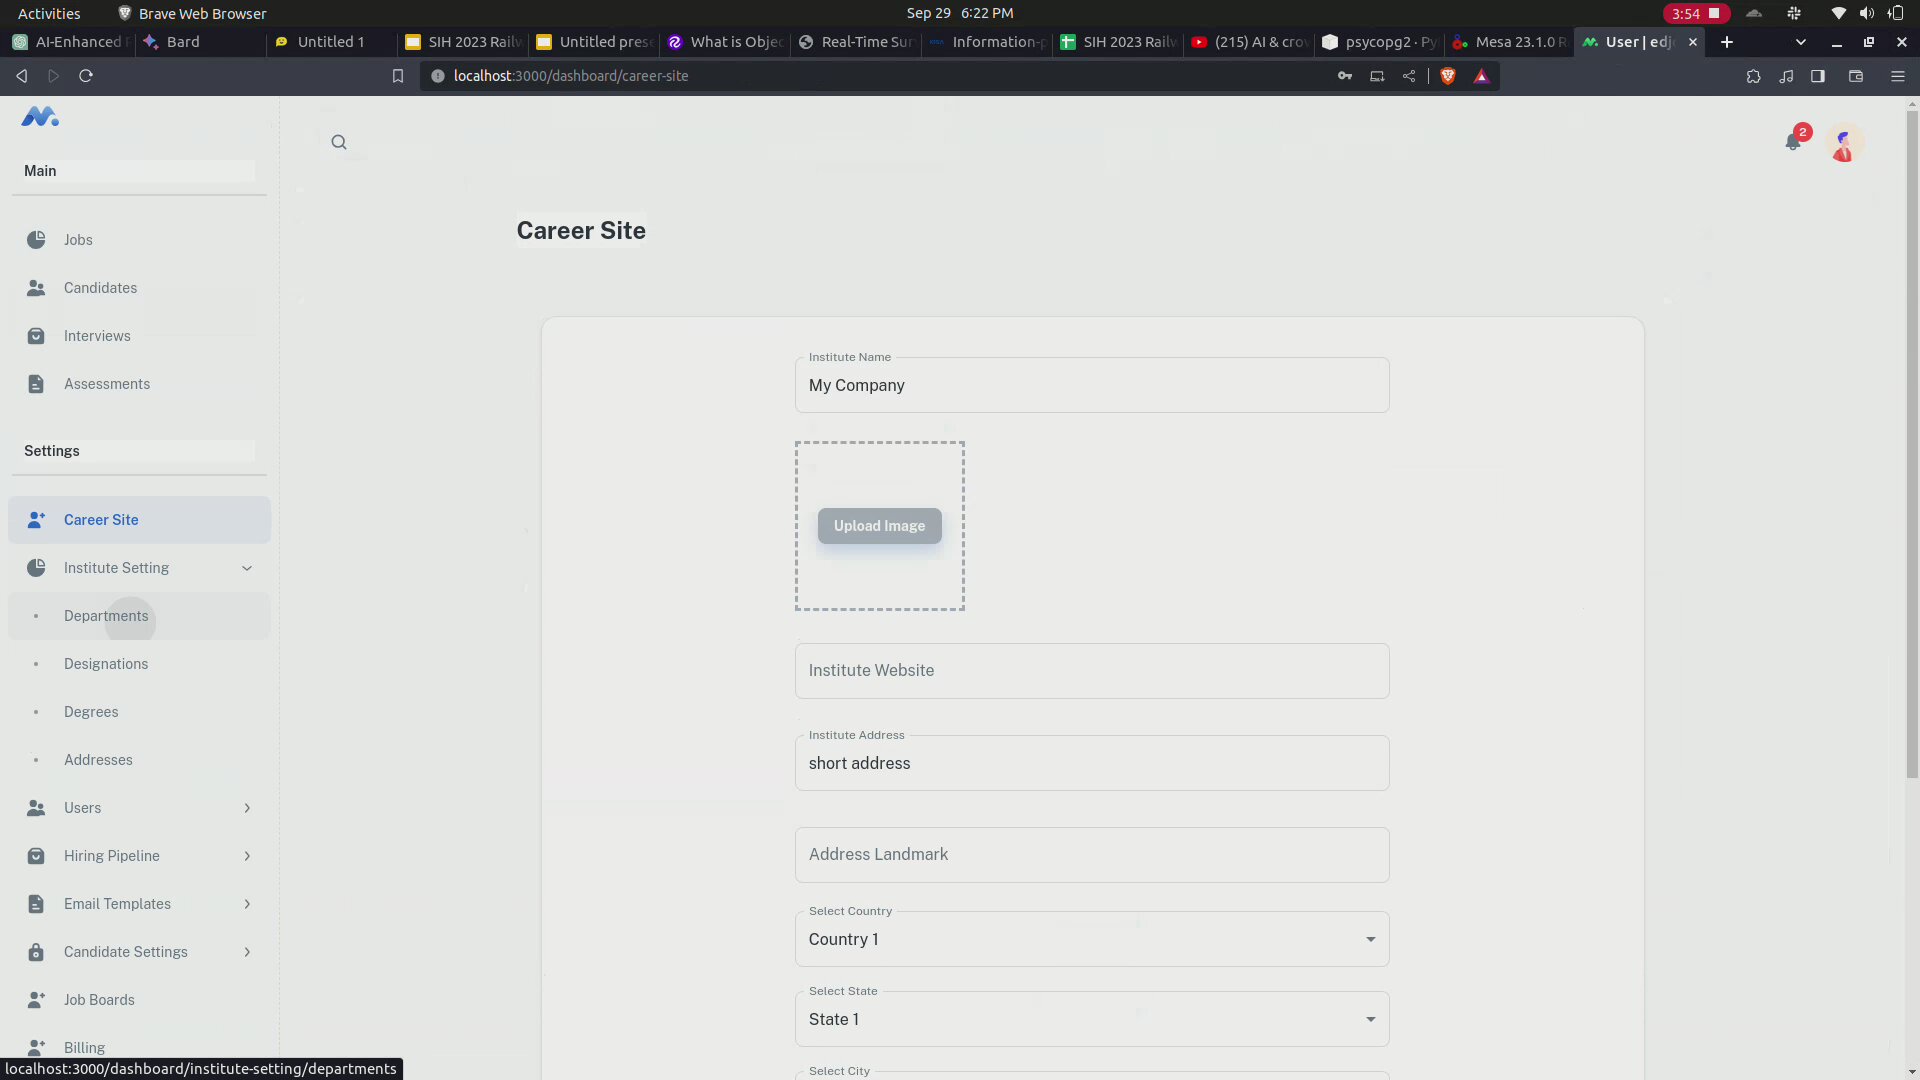 Activities
Brave Web Browser
Sep 29 6:22 PM
3:54
AI-Enhanced
Bard
Untitled 1
SIH 2023 Railw
Untitled prese
What is Objec
Real-Time Sur
Information-p
SIH 2023 Railw
(215) AI & crow
psycopg2 · Py
Mesa 23.1.0 R
User | edj
localhost:3000/dashboard/career-site
2
Main
Jobs
Candidates
Interviews
Assessments
Settings
Career Site
Institute Setting
Departments
Designations
Degrees
Addresses
Users
Hiring Pipeline
Email Templates
Candidate Settings
Job Boards
Billing
localhost:3000/dashboard/institute-setting/departments
Career Site
Institute Name
My Company
Upload Image
Institute Website
Institute Address
short address
Address Landmark
Select Country
Country 1
Select State
State 1
Select City